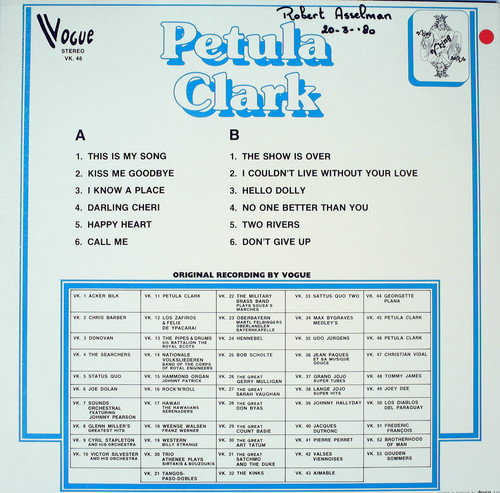 Robert Asselman
20-3-'80
VOGUE
STEREO
VK. 46
Petula
Clark
A
1. THIS IS MY SONG
2. KISS ME GOODBYE
3. I KNOW A PLACE
4. DARLING CHERI
5. HAPPY HEART
6. CALL ME
B
1. THE SHOW IS OVER
2. I COULDN'T LIVE WITHOUT YOUR LOVE
3. HELLO DOLLY
4. NO ONE BETTER THAN YOU
5. TWO RIVERS
6. DON'T GIVE UP
ORIGINAL RECORDING BY VOGUE
VK. 1 ACKER BILK
VK. 2 CHRIS BARBER
VK. 3 DONOVAN
VK. 4 THE SEARCHERS
VK. 5 STATUS QUO
VK. 6 JOE DOLAN
VK. 7 SOUNDS
ORCHESTRAL
FEATURING
JOHNNY PEARSON
VK. 8 GLENN MILLER'S
GREATEST HITS
VK. 9 CYRIL STAPLETON
AND HIS ORCHESTRA
VK. 10 VICTOR SILVESTER
AND HIS ORCHESTRA
VK. 11 PETULA CLARK
VK. 12 LOS ZAFIROS
& FELIX
DE YPACARAI
VK. 13 THE PIPES & DRUMS
BATTALION THE
ROYAL SCOTS
VK. 14 NATIONALE
VOLKSLIEDEREN
BAND OF THE CORPS
OF ROYAL ENGINEERS
VK. 15 HAMMOND ORGAN
JOHNNY PATRICK
VK. 16 ROCK'N'ROLL
VK. 17 HAWAII
THE HAWAIIANS
SERENADERS
VK. 18 WEENSE WALSEN
FRANZ WERNER
VK. 19 WESTERN
BILLY STRANGE
VK. 20 TRIO
ATHENEE PLAYS
SIRTAKIS & BOUZOUKIS
VK. 21 TANGOS-
PASO-DOBLES
VK. 22 THE MILITARY
BRASS BAND
PLAYS SOUSA'S
MARCHES
VK. 23 OBERBAYERN
MARTL FELBINGERS
OBERLANDLER
BAYERNKAPELLE
VK. 24 HENNEBEL
VK. 25 BOB SCHOLTE
VK. 26 THE GREAT
GERRY MULLIGAN
VK. 27 THE GREAT
SARAH VAUGHAN
VK. 28 THE GREAT
DON BYAS
VK. 29 THE GREAT
COUNT BASIE
VK. 30 THE GREAT
ART TATUM
VK. 31 THE GREAT
SATCHMO
AND THE DUKE
VK. 32 THE KINKS
VK. 33 SATTUS QUO TWO
VK. 34 MAX BYGRAVES
MEDLEY'S
VK. 35 UDO JÜRGENS
VK. 36 JEAN PAQUES
ET SA MUSIQUE
DOUCE
VK. 37 GRAND JOJO
SUPER TUBES
VK. 38 LANGE JOJO
SUPER HITS
VK. 39 JOHNNY HALLYDAY
VK. 40 JACQUES
DUTRONC
VK. 41 PIERRE PERRET
VK. 42 VALSES
VIENNOISES
VK. 43 AIMABLE
VK. 44 GEORGETTE
PLANA
VK. 45 PETULA CLARK
VK. 46 PETULA CLARK
VK. 47 CHRISTIAN VIDAL
VK. 48 TOMMY JAMES
VK. 49 JOEY DEE
VK. 50 LOS DIABLOS
DEL PARAGUAY
VK. 51 FREDERIC
FRANÇOIS
VK. 52 BROTHERHOOD
OF MAN
VK. 53 GOUDEN
SOMMERS